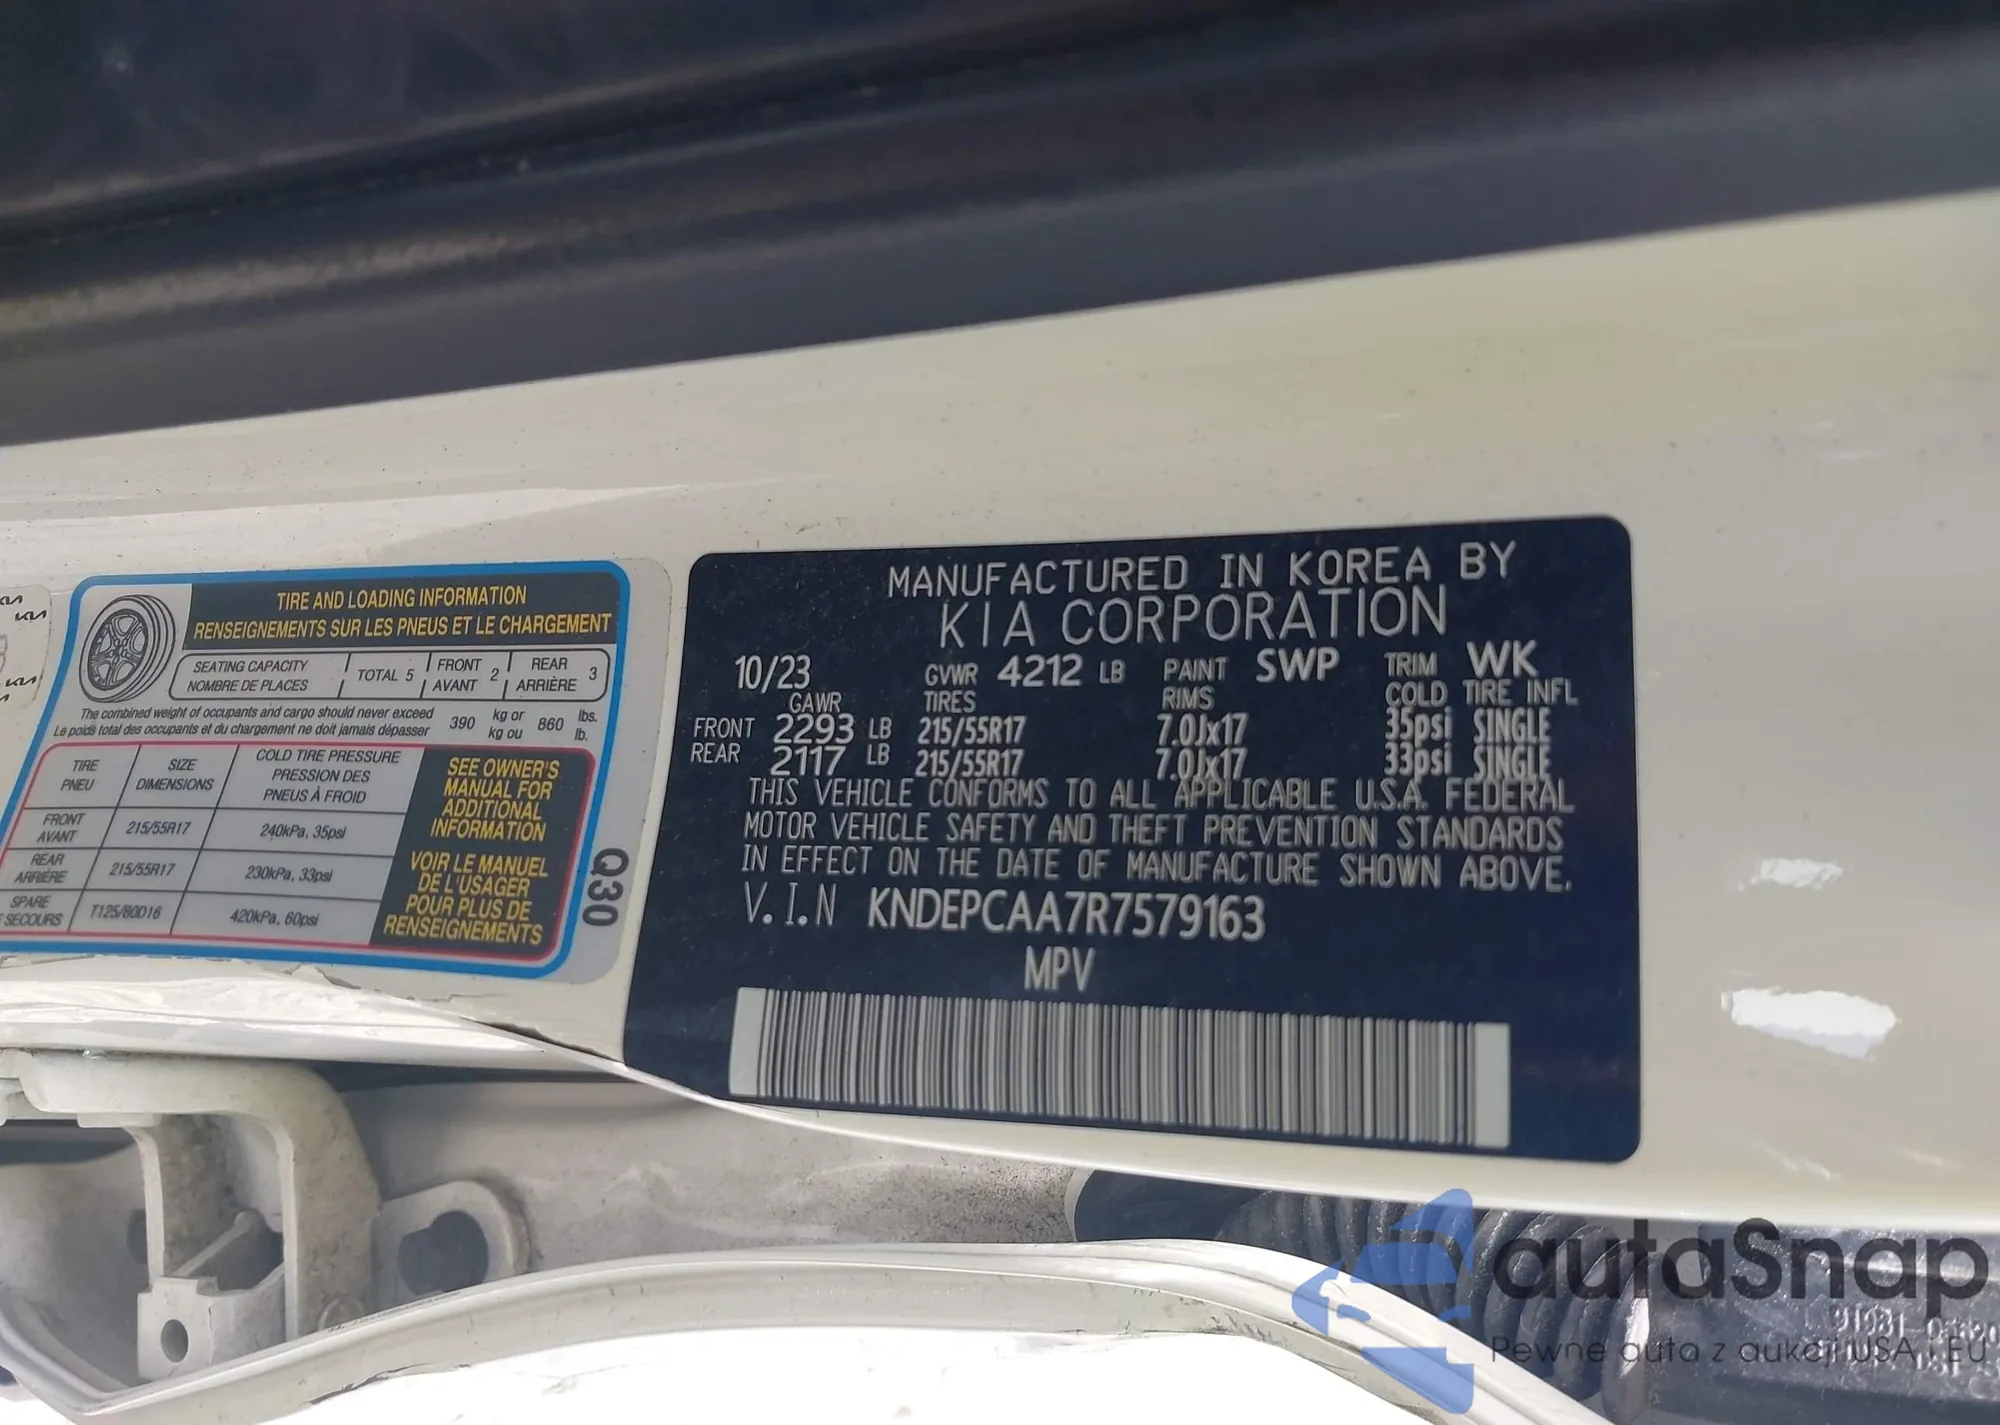 TIRE AND LOADING INFORMATION
RENSEIGNEMENTS SUR LES PNEUS ET LE CHARGEMENT
SEATING CAPACITY
NOMBRE DE PLACES
TOTAL 5
FRONT
AVANT
2
REAR
ARRIÈRE
3
The combined weight of occupants and cargo should never exceed
Le poids total des occupants et du chargement ne doit jamais dépasser
390
kg or
kg ou
860
lbs.
lb.
TIRE
PNEU
SIZE
DIMENSIONS
COLD TIRE PRESSURE
PRESSION DES
PNEUS À FROID
FRONT
AVANT
215/55R17
240kPa, 35psi
REAR
ARRIÈRE
215/55R17
230kPa, 33psi
SPARE
SECOURS
T125/80D16
420kPa, 60psi
SEE OWNER'S
MANUAL FOR
ADDITIONAL
INFORMATION
VOIR LE MANUEL
DE L'USAGER
POUR PLUS DE
RENSEIGNEMENTS
Q30
MANUFACTURED IN KOREA BY
KIA CORPORATION
10/23 GVWR 4212 LB PAINT SWP TRIM WK
GAWR TIRES RIMS COLD TIRE INFL
FRONT 2293 LB 215/55R17 7.0Jx17 35psi SINGLE
REAR 2117 LB 215/55R17 7.0Jx17 33psi SINGLE
THIS VEHICLE CONFORMS TO ALL APPLICABLE U.S.A. FEDERAL
MOTOR VEHICLE SAFETY AND THEFT PREVENTION STANDARDS
IN EFFECT ON THE DATE OF MANUFACTURE SHOWN ABOVE.
V.I.N KNDEPCAA7R7579163
MPV
autaSnap
Pewne auta z aukcji USA i EU